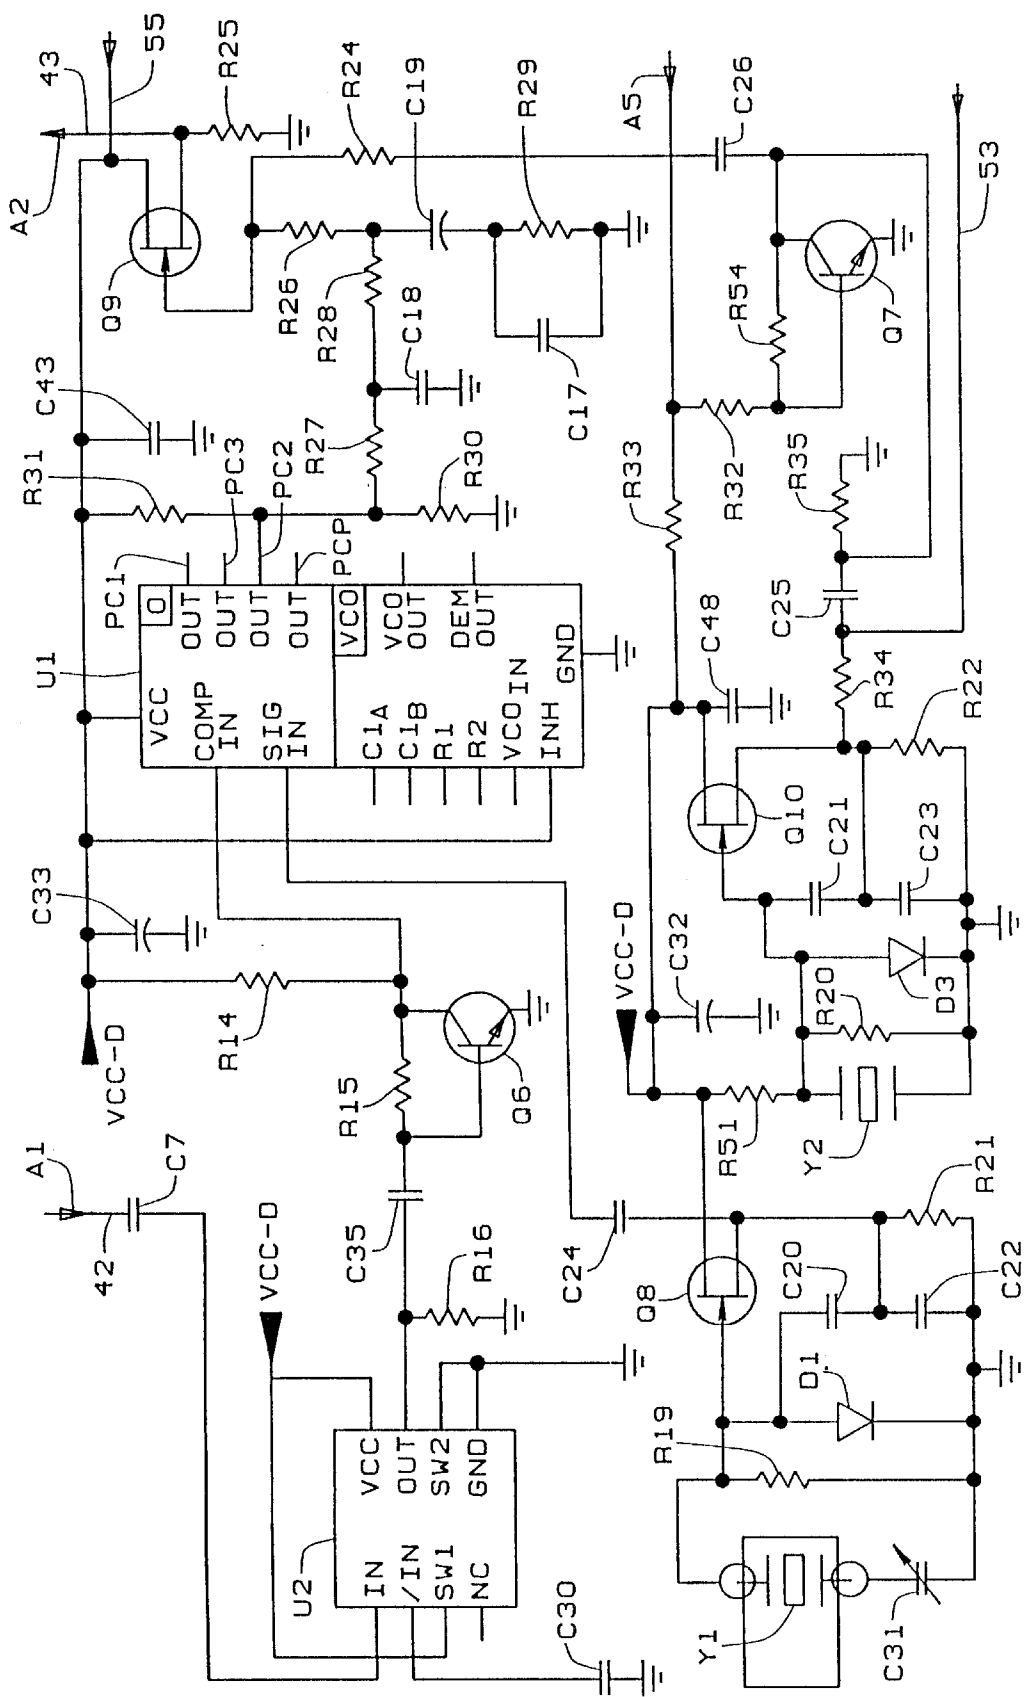 A2
43
55
R25
Q9
R24
C19
R29
A5
C26
53
R26
R28
C18
C17
R54
Q7
C43
R31
PC3
PC2
R27
R30
R33
R32
R35
PC1
PCP
U1
VCC
O
OUT
OUT
OUT
OUT
COMP
IN
SIG
IN
VCO
VCO
OUT
DEM
OUT
C1A
C1B
R1
R2
VCOIN
INH
GND
C25
C48
R34
R22
Q10
C21
C23
C33
VCC-D
R14
R15
Q6
VCC-D
C32
R20
D3
R51
Y2
A1
42
C7
VCC-D
C35
R16
C24
Q8
C20
C22
R21
D1
R19
U2
VCC
OUT
SW2
GND
IN
/IN
SW1
NC
C30
Y1
C31